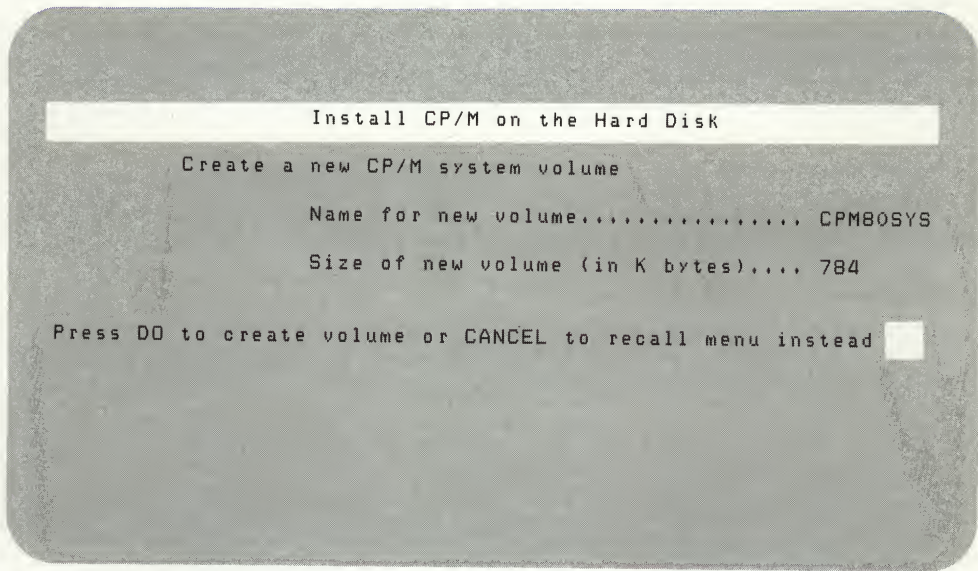 Install CP/M on the Hard Disk
Create a new CP/M system volume
Name for new volume................ CPM80SYS
Size of new volume (in K bytes).... 784
Press DO to create volume or CANCEL to recall menu instead